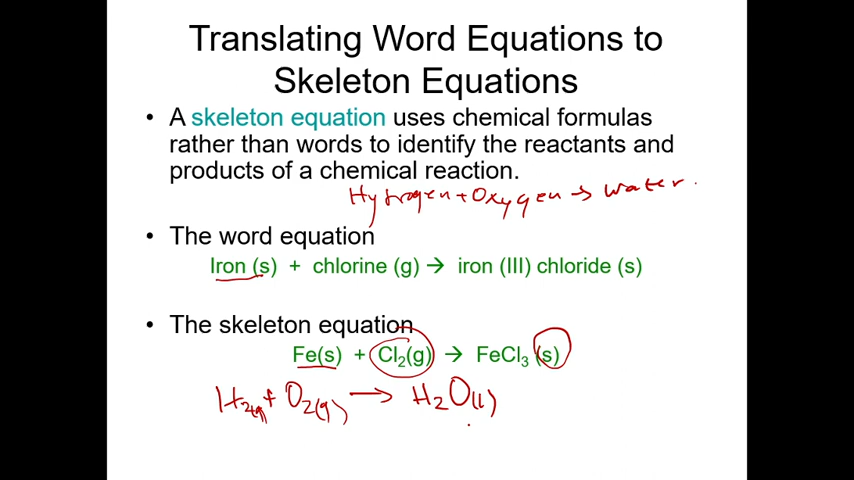 Translating Word Equations to
Skeleton Equations
• A skeleton equation uses chemical formulas
rather than words to identify the reactants and
products of a chemical reaction.
Hydrogen + Oxygen → water.
• The word equation
Iron (s) + chlorine (g) → iron (III) chloride (s)
• The skeleton equation
Fe(s) + Cl₂(g) → FeCl₃ (s)
H₂(g) + O₂(g) → H₂O(l)